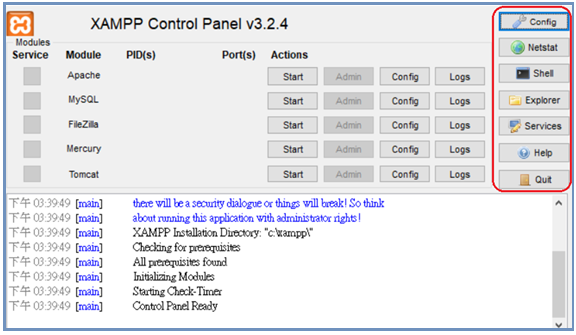 XAMPP Control Panel v3.2.4
Modules
Service Module PID(s) Port(s) Actions
Apache Start Admin Config Logs
MySQL Start Admin Config Logs
FileZilla Start Admin Config Logs
Mercury Start Admin Config Logs
Tomcat Start Admin Config Logs
Config
Netstat
Shell
Explorer
Services
Help
Quit
下午 03:39:49 [main] there will be a security dialogue or things will break! So think
下午 03:39:49 [main] about running this application with administrator rights!
下午 03:39:49 [main] XAMPP Installation Directory: "c:\xampp\"
下午 03:39:49 [main] Checking for prerequisites
下午 03:39:49 [main] All prerequisites found
下午 03:39:49 [main] Initializing Modules
下午 03:39:49 [main] Starting Check-Timer
下午 03:39:49 [main] Control Panel Ready